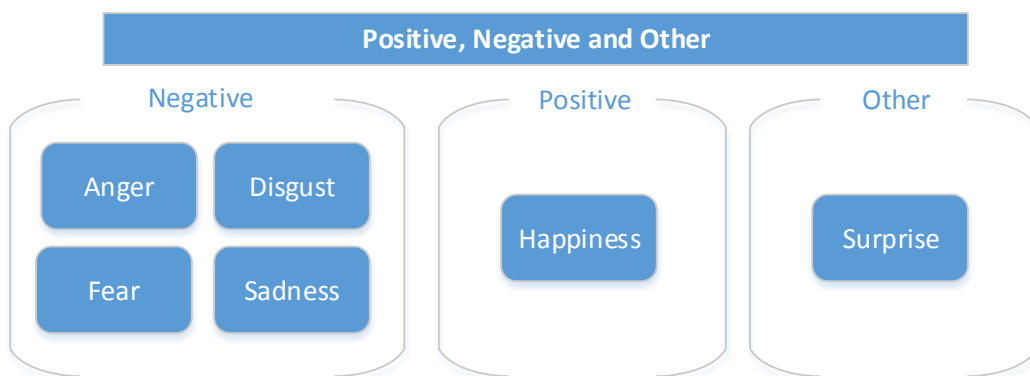 Positive, Negative and Other
Negative
Positive
Other
Anger
Disgust
Fear
Sadness
Happiness
Surprise